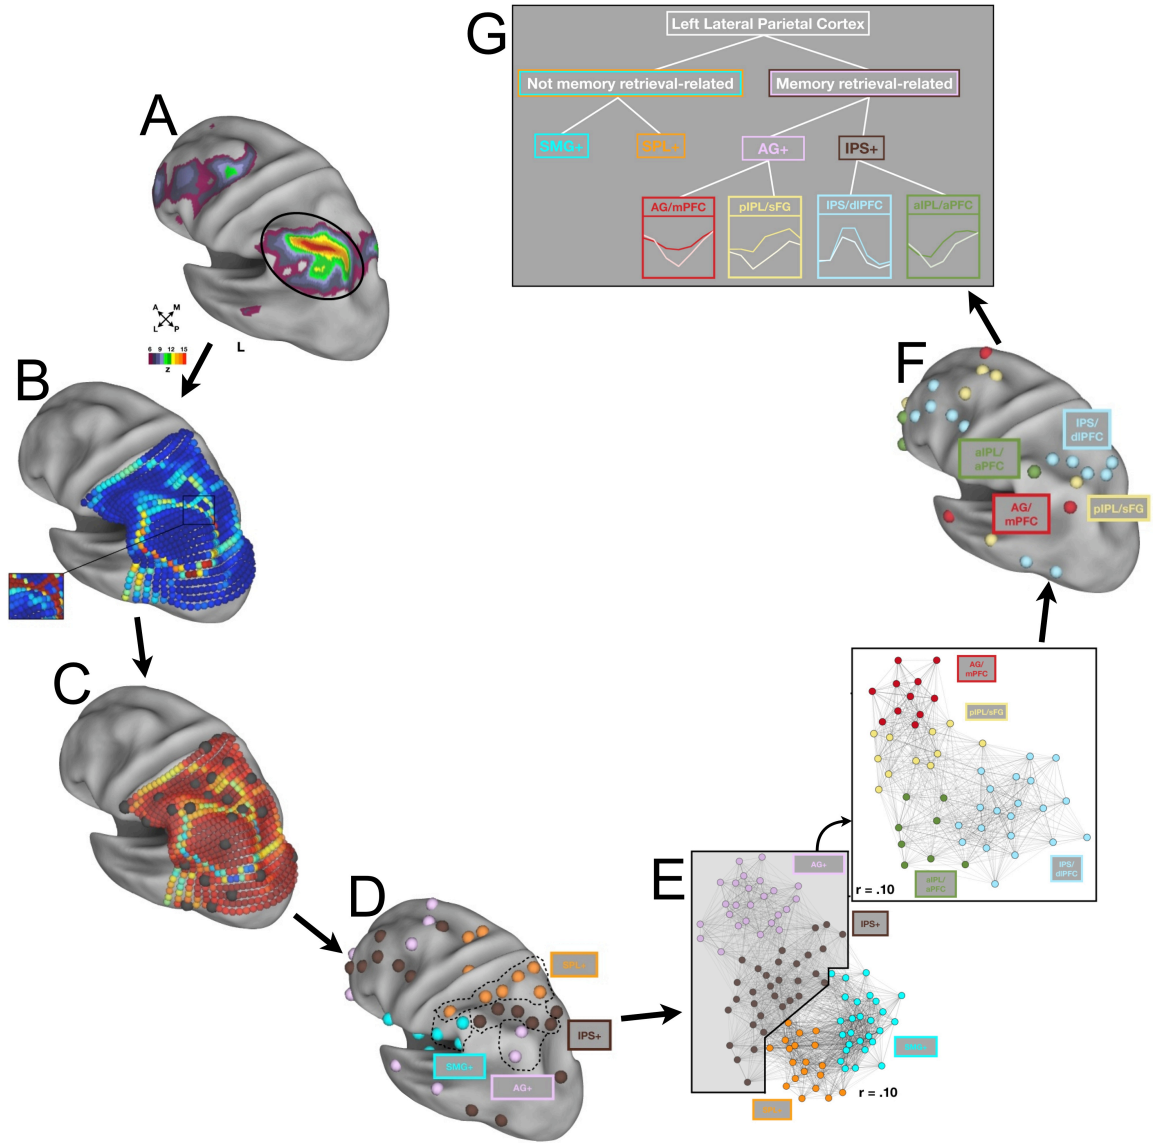 A
A M
L P
6 9 12 15
z
L
B
C
D
SPL+
IPS+
SMG+
AG+
E
AG+
IPS+
SMG+
SPL+
r = .10
AG/
mPFC
pIPL/sFG
aIPL/
aPFC
IPS/
dlPFC
r = .10
F
IPS/
dlPFC
aIPL/
aPFC
AG/
mPFC
pIPL/sFG
G
Left Lateral Parietal Cortex
Not memory retrieval-related
Memory retrieval-related
SMG+
SPL+
AG+
IPS+
AG/mPFC
pIPL/sFG
IPS/dlPFC
aIPL/aPFC